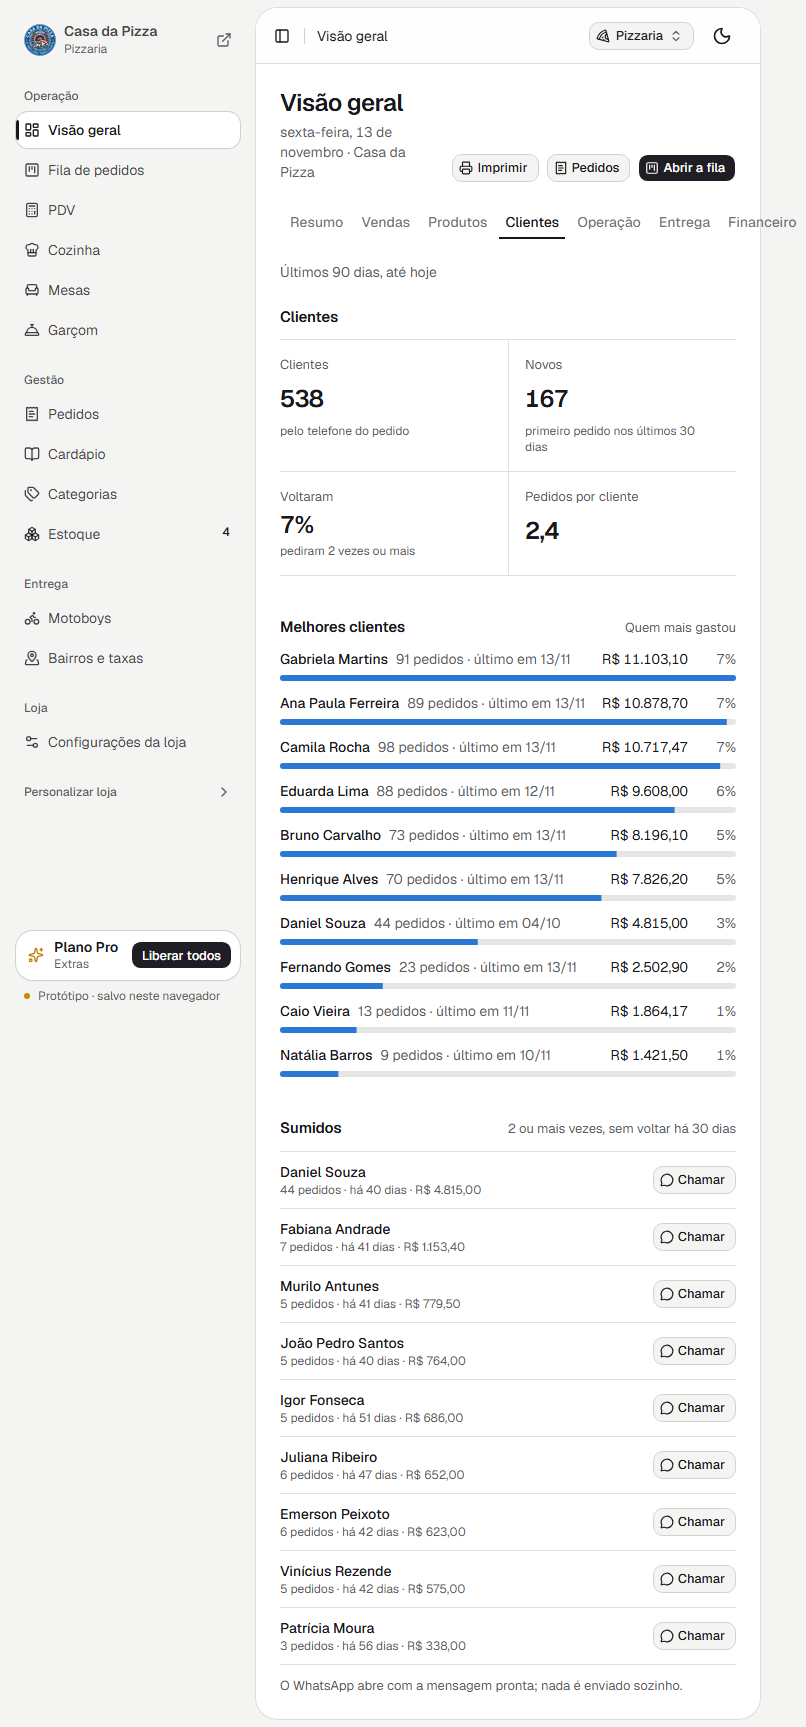 Casa da Pizza
Pizzaria
Operação
Visão geral
Fila de pedidos
PDV
Cozinha
Mesas
Garçom
Gestão
Pedidos
Cardápio
Categorias
Estoque 4
Entrega
Motoboys
Bairros e taxas
Loja
Configurações da loja
Personalizar loja
Plano Pro
Extras
Liberar todos
Protótipo · salvo neste navegador
Visão geral
Pizzaria
Visão geral
sexta-feira, 13 de
novembro · Casa da
Pizza
Imprimir
Pedidos
Abrir a fila
Resumo Vendas Produtos Clientes Operação Entrega Financeiro
Últimos 90 dias, até hoje
Clientes
Clientes
538
pelo telefone do pedido
Novos
167
primeiro pedido nos últimos 30
dias
Voltaram
7%
pediram 2 vezes ou mais
Pedidos por cliente
2,4
Melhores clientes Quem mais gastou
Gabriela Martins 91 pedidos · último em 13/11 R$ 11.103,10 7%
Ana Paula Ferreira 89 pedidos · último em 13/11 R$ 10.878,70 7%
Camila Rocha 98 pedidos · último em 13/11 R$ 10.717,47 7%
Eduarda Lima 88 pedidos · último em 12/11 R$ 9.608,00 6%
Bruno Carvalho 73 pedidos · último em 13/11 R$ 8.196,10 5%
Henrique Alves 70 pedidos · último em 13/11 R$ 7.826,20 5%
Daniel Souza 44 pedidos · último em 04/10 R$ 4.815,00 3%
Fernando Gomes 23 pedidos · último em 13/11 R$ 2.502,90 2%
Caio Vieira 13 pedidos · último em 11/11 R$ 1.864,17 1%
Natália Barros 9 pedidos · último em 10/11 R$ 1.421,50 1%
Sumidos 2 ou mais vezes, sem voltar há 30 dias
Daniel Souza
44 pedidos · há 40 dias · R$ 4.815,00
Chamar
Fabiana Andrade
7 pedidos · há 41 dias · R$ 1.153,40
Chamar
Murilo Antunes
5 pedidos · há 41 dias · R$ 779,50
Chamar
João Pedro Santos
5 pedidos · há 40 dias · R$ 764,00
Chamar
Igor Fonseca
5 pedidos · há 51 dias · R$ 686,00
Chamar
Juliana Ribeiro
6 pedidos · há 47 dias · R$ 652,00
Chamar
Emerson Peixoto
6 pedidos · há 42 dias · R$ 623,00
Chamar
Vinícius Rezende
5 pedidos · há 42 dias · R$ 575,00
Chamar
Patrícia Moura
3 pedidos · há 56 dias · R$ 338,00
Chamar
O WhatsApp abre com a mensagem pronta; nada é enviado sozinho.